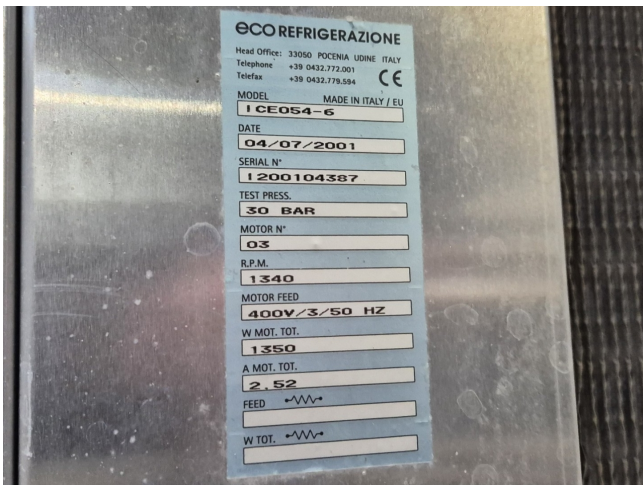 eco REFRIGERAZIONE
Head Office: 33050 POCENIA UDINE ITALY
Telephone +39 0432.772.001
Telefax +39 0432.779.594
CE
MODEL MADE IN ITALY / EU
ICE054-6
DATE
04/07/2001
SERIAL N°
1200104387
TEST PRESS.
30 BAR
MOTOR N°
03
R.P.M.
1340
MOTOR FEED
400V/3/50 HZ
W MOT. TOT.
1350
A MOT. TOT.
2.52
FEED
W TOT.